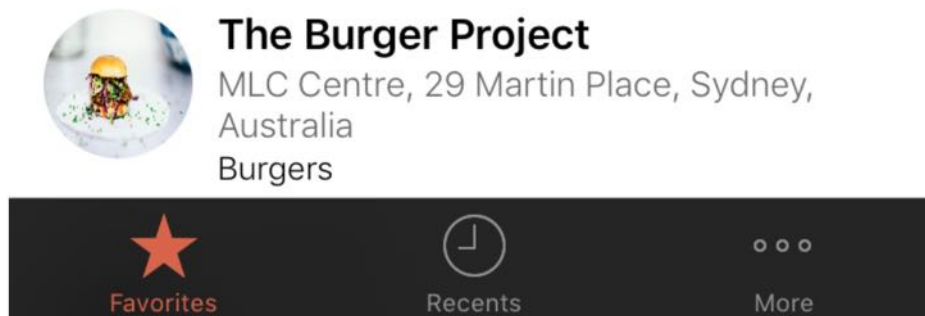 The Burger Project
MLC Centre, 29 Martin Place, Sydney,
Australia
Burgers
Favorites
Recents
More